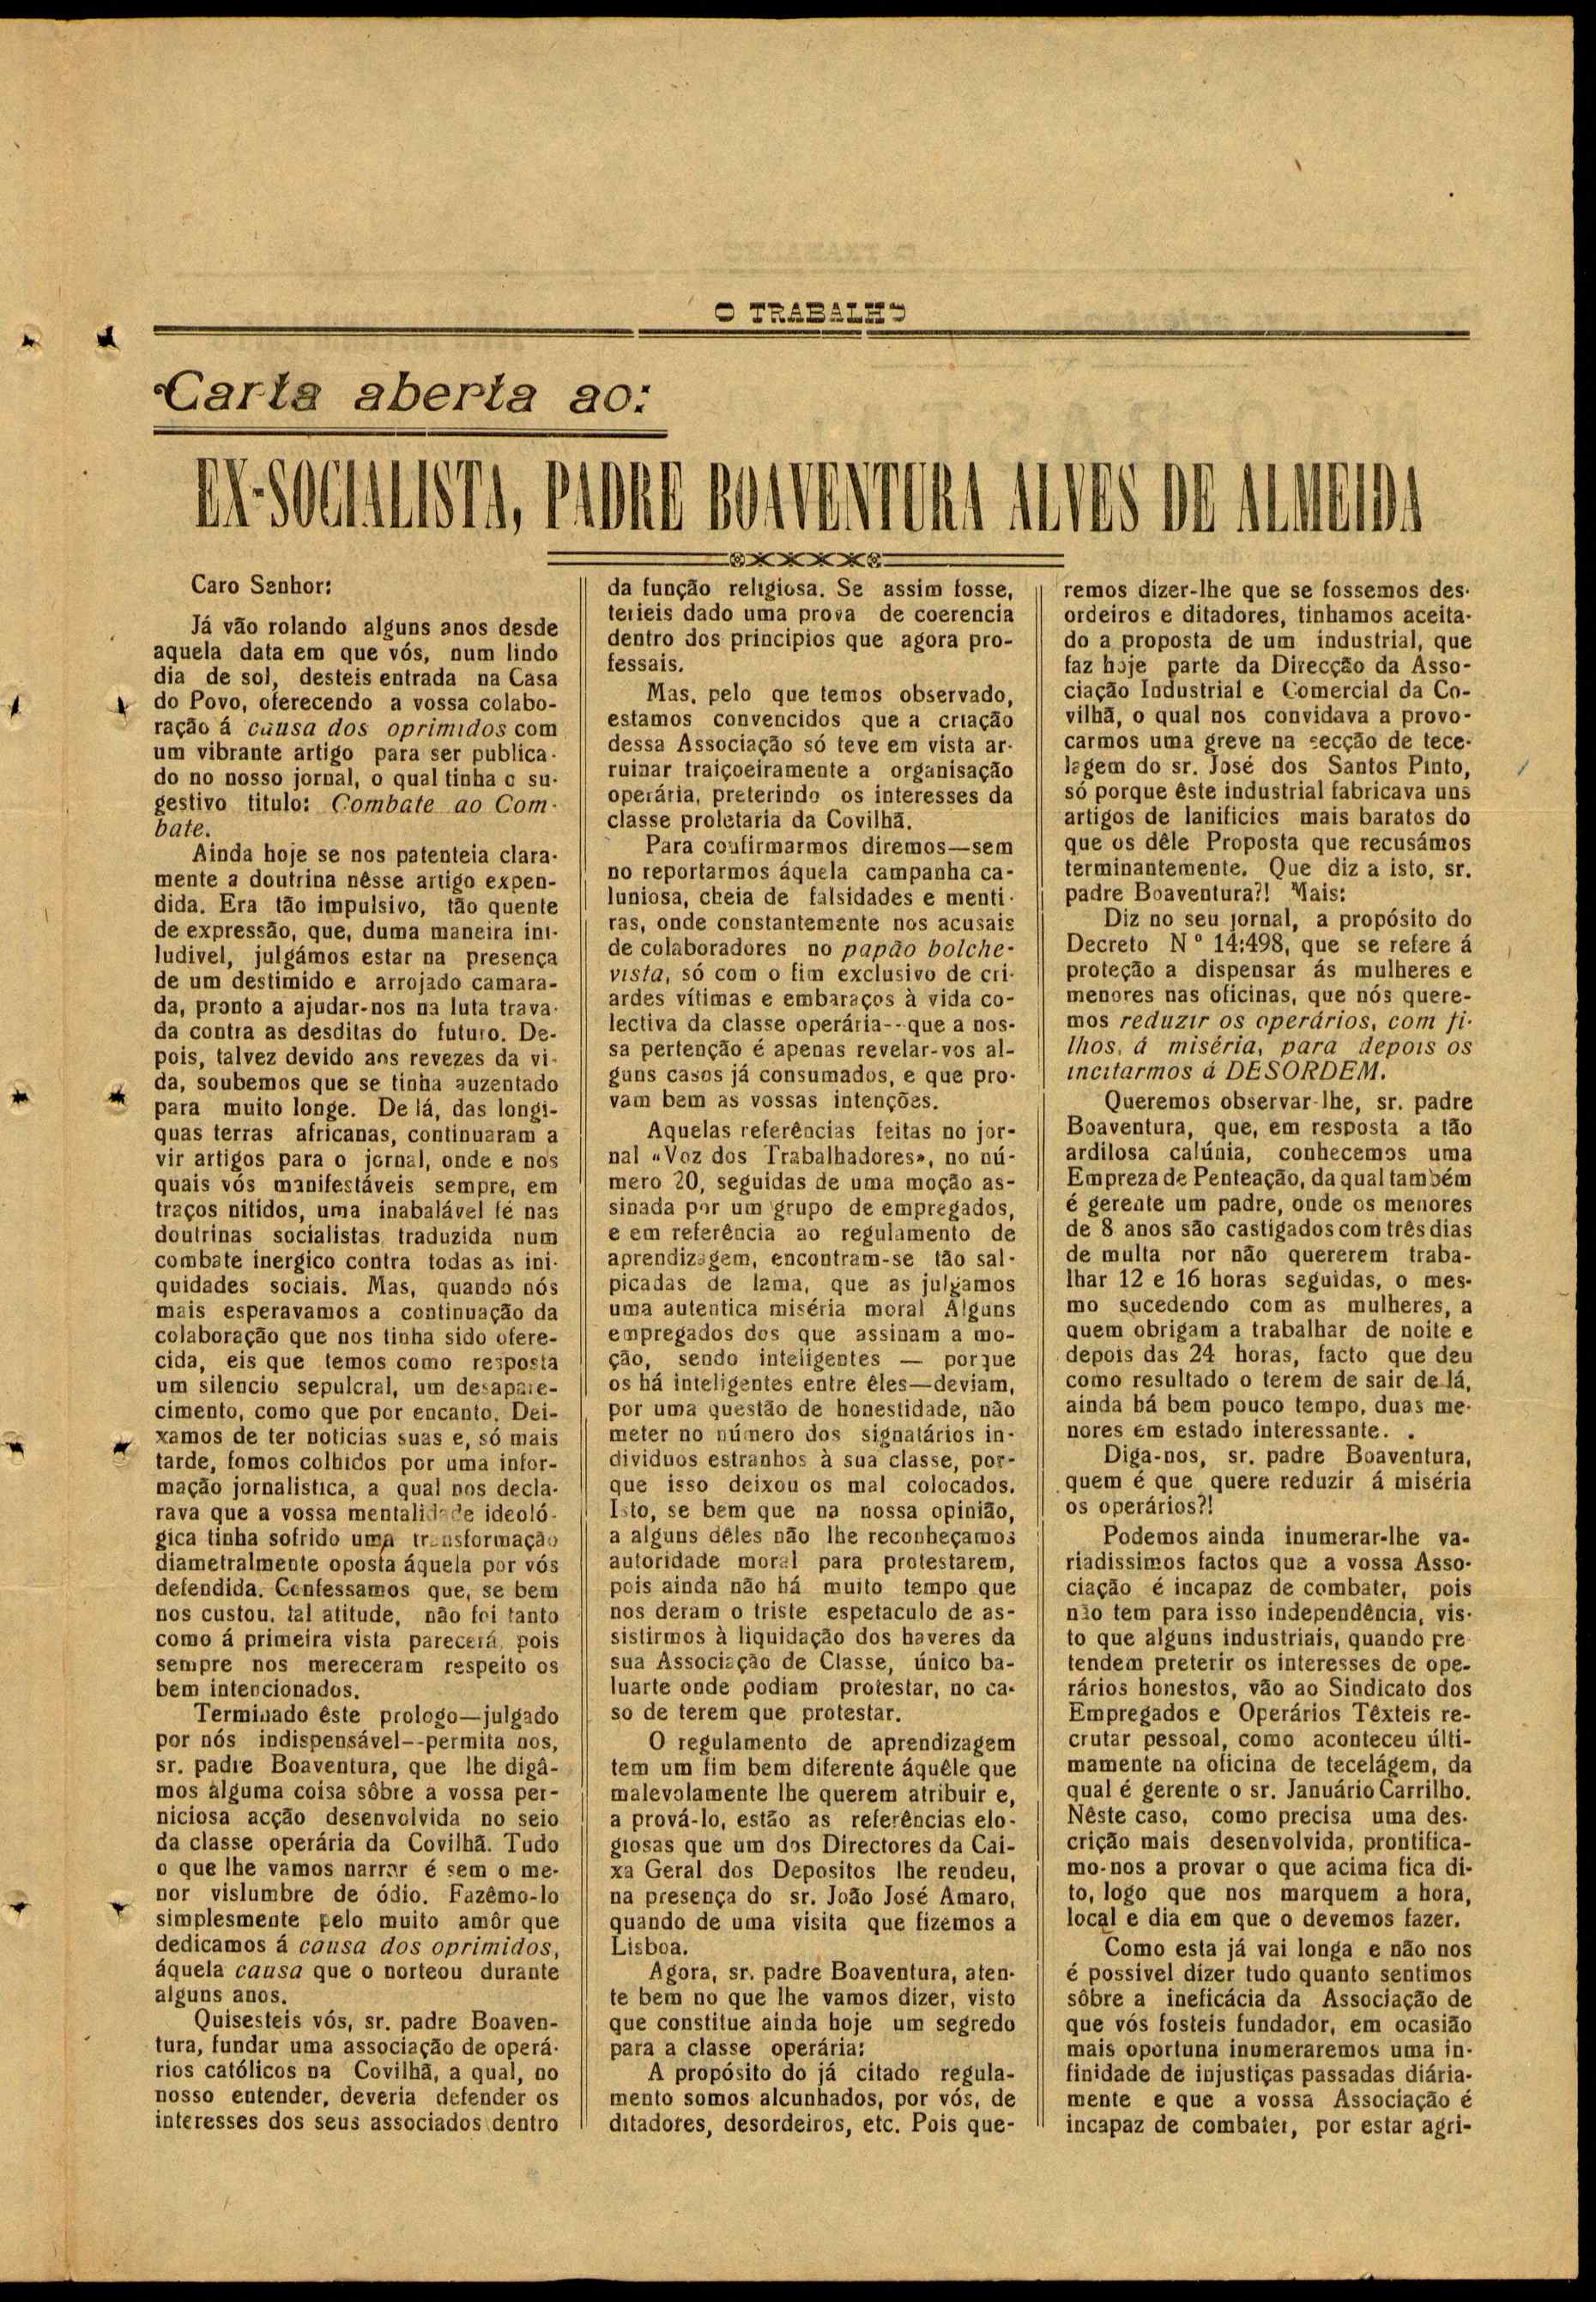 O TRABALHO
Carta aberta ao:
EX-SOCIALISTA, PADRE BOAVENTURA ALVES DE ALMEIDA
Caro Senhor:
Já vão rolando alguns anos desde
aquela data em que vós, num lindo
dia de sol, desteis entrada na Casa
do Povo, oferecendo a vossa colabo-
ração á causa dos oprimidos com
um vibrante artigo para ser publica-
do no nosso jornal, o qual tinha o su-
gestivo titulo: Combate ao Com-
bate.
Ainda hoje se nos patenteia clara-
mente a doutrina nêsse artigo expen-
dida. Era tão impulsivo, tão quente
de expressão, que, duma maneira ini-
ludivel, julgámos estar na presença
de um destimido e arrojado camara-
da, pronto a ajudar-nos na luta trava-
da contra as desditas do futuro. De-
pois, talvez devido aos revezes da vi-
da, soubemos que se tinha auzentado
para muito longe. De lá, das longi-
quas terras africanas, continuaram a
vir artigos para o jornal, onde e nos
quais vós manifestáveis sempre, em
traços nitidos, uma inabalável fé nas
doutrinas socialistas traduzida num
combate inergico contra todas as ini-
quidades sociais. Mas, quando nós
mais esperavamos a continuação da
colaboração que nos tinha sido ofere-
cida, eis que temos como resposta
um silencio sepulcral, um desapare-
cimento, como que por encanto. Dei-
xamos de ter noticias suas e, só mais
tarde, fomos colhidos por uma infor-
mação jornalistica, a qual nos decla-
rava que a vossa mentalidade ideoló-
gica tinha sofrido uma transformação
diametralmente oposta áquela por vós
defendida. Confessamos que, se bem
nos custou, tal atitude, não foi tanto
como á primeira vista parecerá, pois
sempre nos mereceram respeito os
bem intencionados.
Terminado êste prologo—julgado
por nós indispensável--permita nos,
sr. padre Boaventura, que lhe digâ-
mos alguma coisa sôbre a vossa per-
niciosa acção desenvolvida no seio
da classe operária da Covilhã. Tudo
o que lhe vamos narrar é sem o me-
nor vislumbre de ódio. Fazêmo-lo
simplesmente pelo muito amôr que
dedicamos á causa dos oprimidos,
áquela causa que o norteou durante
alguns anos.
Quisesteis vós, sr. padre Boaven-
tura, fundar uma associação de operá-
rios católicos na Covilhã, a qual, no
nosso entender, deveria defender os
interesses dos seus associados dentro
da função religiosa. Se assim fosse,
terieis dado uma prova de coerencia
dentro dos principios que agora pro-
fessais.
Mas, pelo que temos observado,
estamos convencidos que a criação
dessa Associação só teve em vista ar-
ruinar traiçoeiramente a organisação
operária, preterindo os interesses da
classe proletaria da Covilhã.
Para confirmarmos diremos—sem
no reportarmos áquela campanha ca-
luniosa, cheia de falsidades e menti-
ras, onde constantemente nos acusais
de colaboradores no papão bolche-
vista, só com o fim exclusivo de cri-
ardes vítimas e embaraços à vida co-
lectiva da classe operária--que a nos-
sa pertenção é apenas revelar-vos al-
guns casos já consumados, e que pro-
vam bem as vossas intenções.
Aquelas referências feitas no jor-
nal «Voz dos Trabalhadores», no nú-
mero 20, seguidas de uma moção as-
sinada por um grupo de empregados,
e em referência ao regulamento de
aprendizagem, encontram-se tão sal-
picadas de lama, que as julgamos
uma autentica miséria moral Alguns
empregados dos que assinam a mo-
ção, sendo inteligentes — porque
os há inteligentes entre êles—deviam,
por uma questão de honestidade, não
meter no número dos signatários in-
dividuos estranhos à sua classe, por-
que isso deixou os mal colocados.
Isto, se bem que na nossa opinião,
a alguns dêles não lhe reconheçamos
autoridade moral para protestarem,
pois ainda não há muito tempo que
nos deram o triste espetaculo de as-
sistirmos à liquidação dos haveres da
sua Associação de Classe, único ba-
luarte onde podiam protestar, no ca-
so de terem que protestar.
O regulamento de aprendizagem
tem um fim bem diferente áquêle que
malevolamente lhe querem atribuir e,
a prová-lo, estão as referências elo-
giosas que um dos Directores da Cai-
xa Geral dos Depositos lhe rendeu,
na presença do sr. João José Amaro,
quando de uma visita que fizemos a
Lisboa.
Agora, sr. padre Boaventura, aten-
te bem no que lhe vamos dizer, visto
que constitue ainda hoje um segredo
para a classe operária:
A propósito do já citado regula-
mento somos alcunhados, por vós, de
ditadores, desordeiros, etc. Pois que-
remos dizer-lhe que se fossemos des-
ordeiros e ditadores, tinhamos aceita-
do a proposta de um industrial, que
faz hoje parte da Direcção da Asso-
ciação Industrial e Comercial da Co-
vilhã, o qual nos convidava a provo-
carmos uma greve na secção de tece-
lagem do sr. José dos Santos Pinto,
só porque êste industrial fabricava uns
artigos de lanificios mais baratos do
que os dêle Proposta que recusámos
terminantemente. Que diz a isto, sr.
padre Boaventura?! Mais:
Diz no seu jornal, a propósito do
Decreto Nº 14:498, que se refere á
proteção a dispensar ás mulheres e
menores nas oficinas, que nós quere-
mos reduzir os operários, com fi-
lhos, á miséria, para depois os
incitarmos á DESORDEM.
Queremos observar-lhe, sr. padre
Boaventura, que, em resposta a tão
ardilosa calúnia, conhecemos uma
Empreza de Penteação, da qual também
é gerente um padre, onde os menores
de 8 anos são castigados com três dias
de multa por não quererem traba-
lhar 12 e 16 horas seguidas, o mes-
mo sucedendo com as mulheres, a
quem obrigam a trabalhar de noite e
depois das 24 horas, facto que deu
como resultado o terem de sair de lá,
ainda há bem pouco tempo, duas me-
nores em estado interessante. .
Diga-nos, sr. padre Boaventura,
quem é que quere reduzir á miséria
os operários?!
Podemos ainda inumerar-lhe va-
riadissimos factos que a vossa Asso-
ciação é incapaz de combater, pois
não tem para isso independência, vis-
to que alguns industriais, quando pre
tendem preterir os interesses de ope-
rários honestos, vão ao Sindicato dos
Empregados e Operários Têxteis re-
crutar pessoal, como aconteceu últi-
mamente na oficina de tecelágem, da
qual é gerente o sr. Januário Carrilho.
Nêste caso, como precisa uma des-
crição mais desenvolvida, prontifica-
mo-nos a provar o que acima fica di-
to, logo que nos marquem a hora,
local e dia em que o devemos fazer.
Como esta já vai longa e não nos
é possivel dizer tudo quanto sentimos
sôbre a ineficácia da Associação de
que vós fosteis fundador, em ocasião
mais oportuna inumeraremos uma in-
finidade de injustiças passadas diária-
mente e que a vossa Associação é
incapaz de combater, por estar agri-